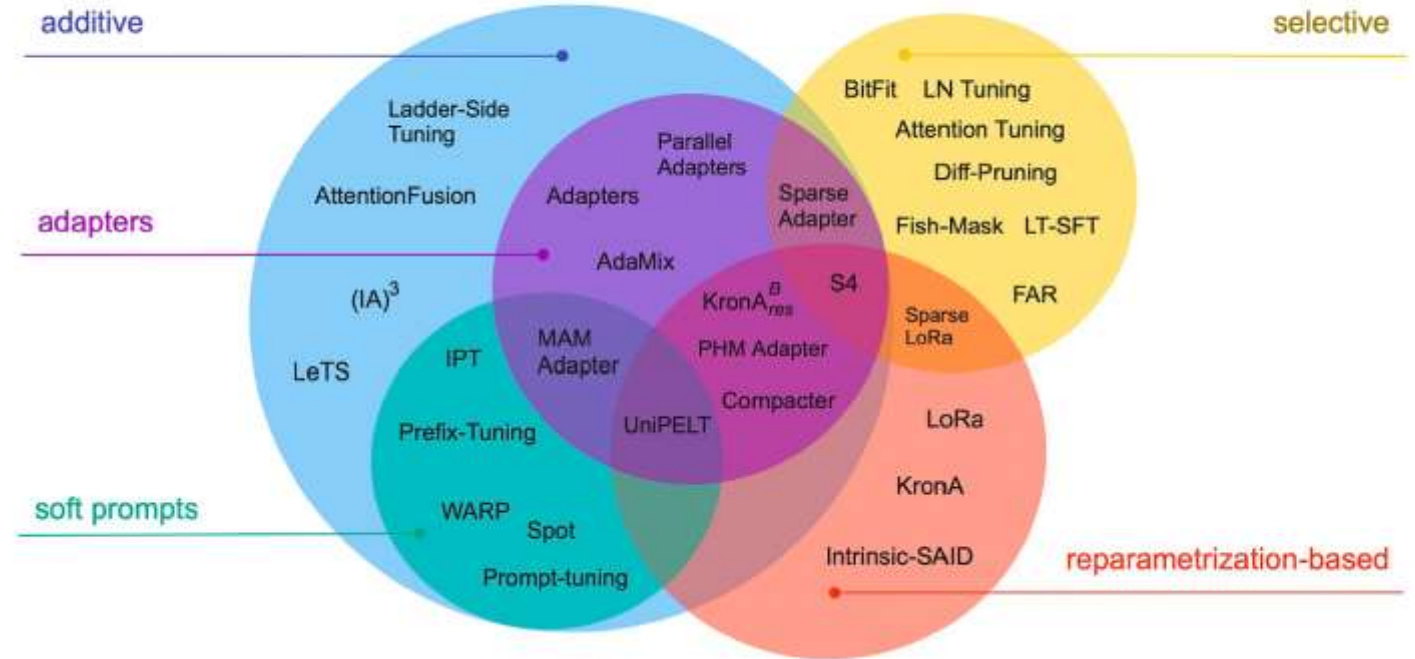 additive
selective
BitFit LN Tuning
Ladder-Side
Tuning
Attention Tuning
Parallel
Adapters
Diff-Pruning
AttentionFusion
Adapters
Sparse
Adapter
adapters
Fish-Mask LT-SFT
AdaMix
S4
(IA)³
KronA^B_res
FAR
Sparse
LoRa
MAM
Adapter
PHM Adapter
IPT
LeTS
Compacter
LoRa
Prefix-Tuning
UniPELT
KronA
soft prompts
WARP
Spot
Intrinsic-SAID
reparametrization-based
Prompt-tuning